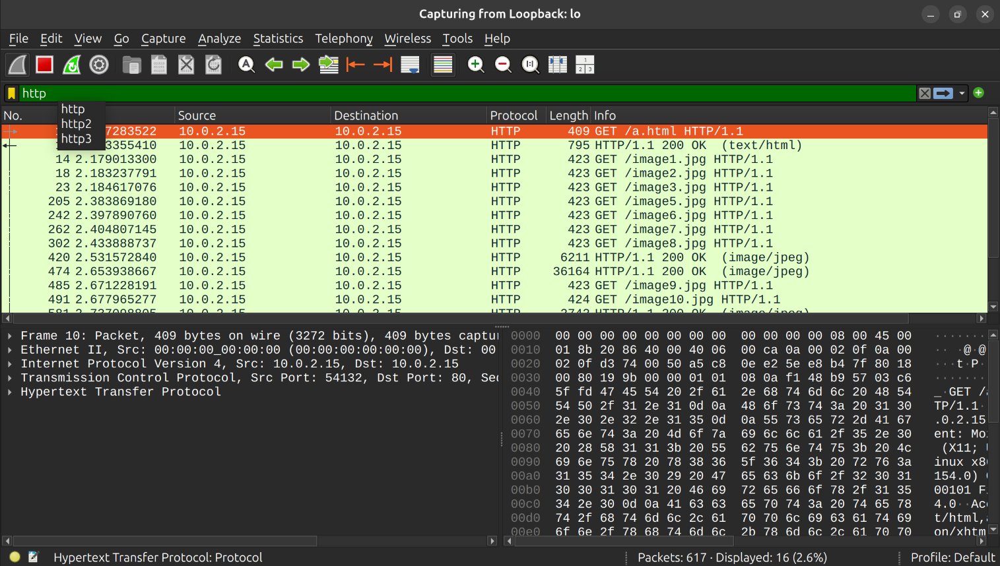 Capturing from Loopback: lo
File Edit View Go Capture Analyze Statistics Telephony Wireless Tools Help
http
http
http2
http3
No. Source Destination Protocol Length Info
7283522 10.0.2.15 10.0.2.15 HTTP 409 GET /a.html HTTP/1.1
3355410 10.0.2.15 10.0.2.15 HTTP 795 HTTP/1.1 200 OK (text/html)
14 2.179013300 10.0.2.15 10.0.2.15 HTTP 423 GET /image1.jpg HTTP/1.1
18 2.183237791 10.0.2.15 10.0.2.15 HTTP 423 GET /image2.jpg HTTP/1.1
23 2.184617076 10.0.2.15 10.0.2.15 HTTP 423 GET /image3.jpg HTTP/1.1
205 2.383869180 10.0.2.15 10.0.2.15 HTTP 423 GET /image5.jpg HTTP/1.1
242 2.397890760 10.0.2.15 10.0.2.15 HTTP 423 GET /image6.jpg HTTP/1.1
262 2.404807145 10.0.2.15 10.0.2.15 HTTP 423 GET /image7.jpg HTTP/1.1
302 2.433888737 10.0.2.15 10.0.2.15 HTTP 423 GET /image8.jpg HTTP/1.1
420 2.531572840 10.0.2.15 10.0.2.15 HTTP 6211 HTTP/1.1 200 OK (image/jpeg)
474 2.653938667 10.0.2.15 10.0.2.15 HTTP 36164 HTTP/1.1 200 OK (image/jpeg)
485 2.671228191 10.0.2.15 10.0.2.15 HTTP 423 GET /image9.jpg HTTP/1.1
491 2.677965277 10.0.2.15 10.0.2.15 HTTP 424 GET /image10.jpg HTTP/1.1
Frame 10: Packet, 409 bytes on wire (3272 bits), 409 bytes captu
Ethernet II, Src: 00:00:00_00:00:00 (00:00:00:00:00:00), Dst: 00
Internet Protocol Version 4, Src: 10.0.2.15, Dst: 10.0.2.15
Transmission Control Protocol, Src Port: 54132, Dst Port: 80, Se
Hypertext Transfer Protocol
0000 00 00 00 00 00 00 00 00 00 00 00 00 08 00 45 00 ·······
0010 01 8b 20 86 40 00 40 06 00 ca 0a 00 02 0f 0a 00 ·· ·@·@
0020 02 0f d3 74 00 50 a5 c8 0e e2 5e e8 b4 7f 80 18 ···t·P
0030 00 80 19 9b 00 00 01 01 08 0a f1 48 b9 57 03 c6 ·······
0040 5f fd 47 45 54 20 2f 61 2e 68 74 6d 6c 20 48 54 _·GET /
0050 54 50 2f 31 2e 31 0d 0a 48 6f 73 74 3a 20 31 30 TP/1.1·
0060 2e 30 2e 32 2e 31 35 0d 0a 55 73 65 72 2d 41 67 .0.2.15
0070 65 6e 74 3a 20 4d 6f 7a 69 6c 6c 61 2f 35 2e 30 ent: Mo
0080 20 28 58 31 31 3b 20 55 62 75 6e 74 75 3b 20 4c (X11;
0090 69 6e 75 78 20 78 38 36 5f 36 34 3b 20 72 76 3a inux x8
00a0 31 35 34 2e 30 29 20 47 65 63 6b 6f 2f 32 30 31 154.0)
00b0 30 30 31 30 31 20 46 69 72 65 66 6f 78 2f 31 35 00101 F
00c0 34 2e 30 0d 0a 41 63 63 65 70 74 3a 20 74 65 78 4.0··Ac
00d0 74 2f 68 74 6d 6c 2c 61 70 70 6c 69 63 61 74 69 t/html,
00e0 6f 6e 2f 78 68 74 6d 6c 2b 78 6d 6c 2c 61 70 70 on/xhtm
Hypertext Transfer Protocol: Protocol
Packets: 617 · Displayed: 16 (2.6%)
Profile: Default